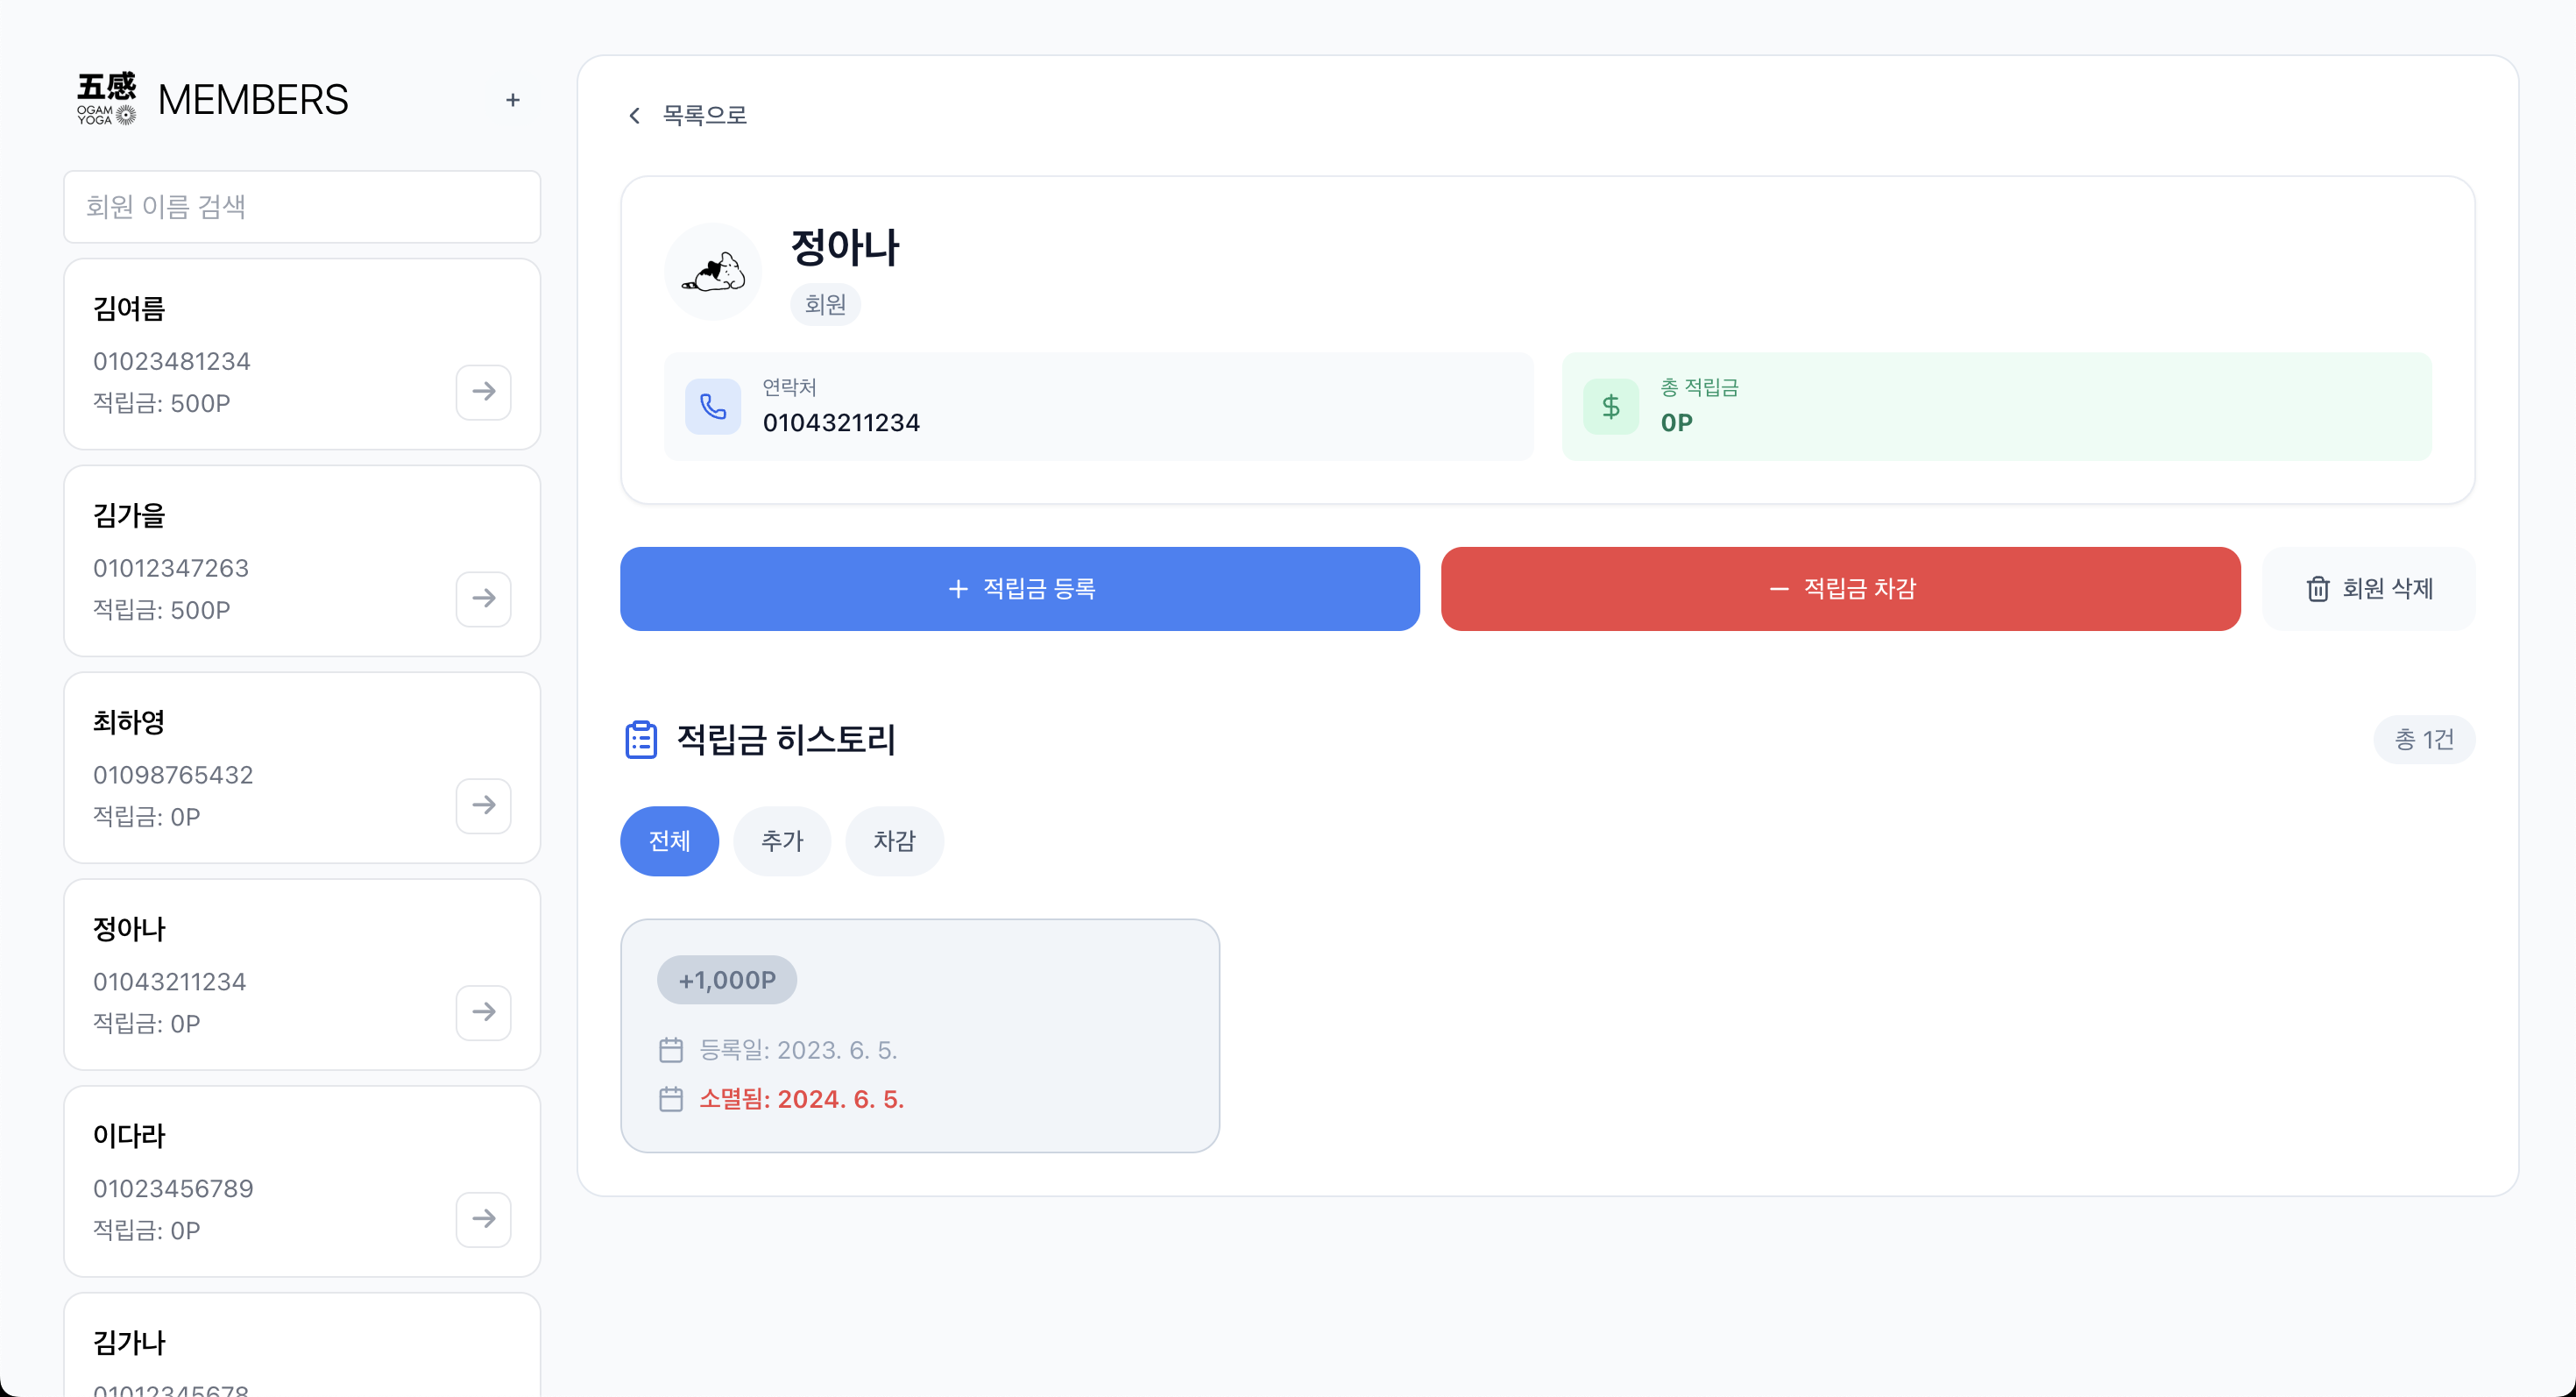 五感
OGAM
YOGA
MEMBERS
+
회원 이름 검색
김여름
01023481234
적립금: 500P
김가을
01012347263
적립금: 500P
최하영
01098765432
적립금: 0P
정아나
01043211234
적립금: 0P
이다라
01023456789
적립금: 0P
김가나
01012345678
목록으로
정아나
회원
연락처
01043211234
$
총 적립금
0P
+ 적립금 등록
− 적립금 차감
회원 삭제
적립금 히스토리
총 1건
전체
추가
차감
+1,000P
등록일: 2023. 6. 5.
소멸됨: 2024. 6. 5.